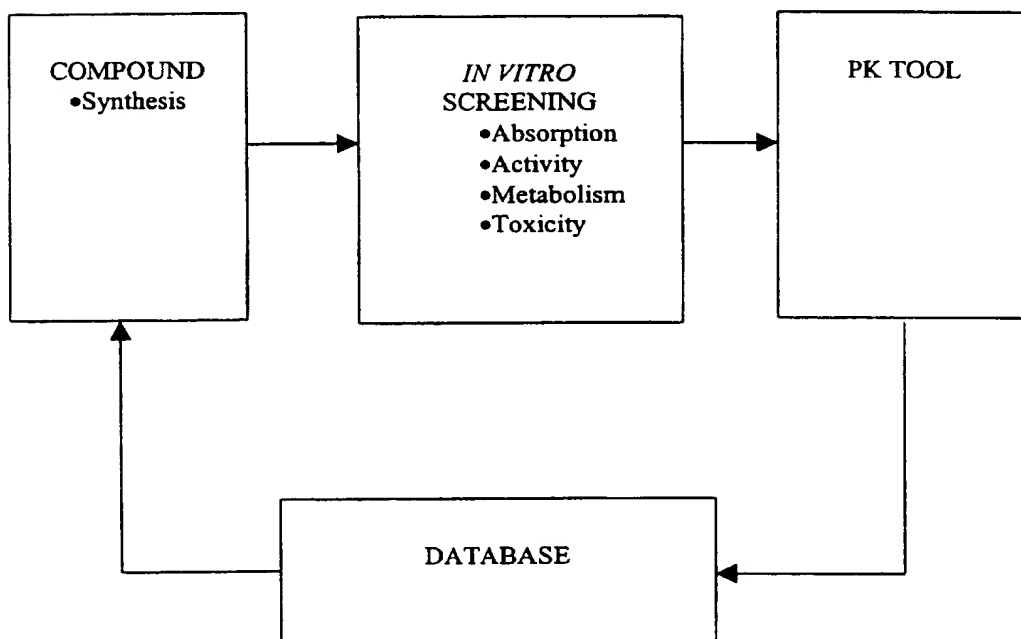 COMPOUND
•Synthesis
IN VITRO
SCREENING
•Absorption
•Activity
•Metabolism
•Toxicity
PK TOOL
DATABASE